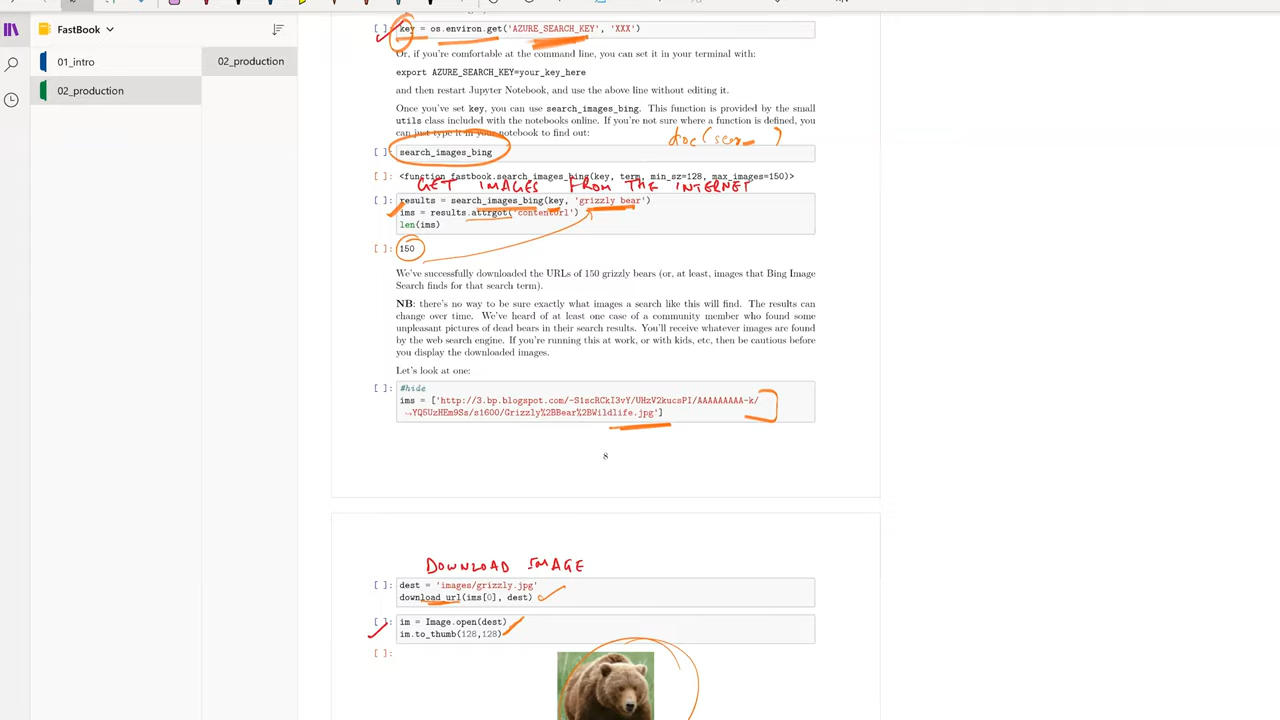 FastBook
01_intro
02_production
02_production
[ ]: key = os.environ.get('AZURE_SEARCH_KEY', 'XXX')
Or, if you're comfortable at the command line, you can set it in your terminal with:
export AZURE_SEARCH_KEY=your_key_here
and then restart Jupyter Notebook, and use the above line without editing it.
Once you've set key, you can use search_images_bing. This function is provided by the small
utils class included with the notebooks online. If you're not sure where a function is defined, you
can just type it in your notebook to find out:
doc(sear )
[ ]: search_images_bing
[ ]: <function fastbook.search_images_bing(key, term, min_sz=128, max_images=150)>
GET IMAGES FROM THE INTERNET
[ ]: results = search_images_bing(key, 'grizzly bear')
ims = results.attrgot('contentUrl')
len(ims)
[ ]: 150
We've successfully downloaded the URLs of 150 grizzly bears (or, at least, images that Bing Image
Search finds for that search term).
NB: there's no way to be sure exactly what images a search like this will find. The results can
change over time. We've heard of at least one case of a community member who found some
unpleasant pictures of dead bears in their search results. You'll receive whatever images are found
by the web search engine. If you're running this at work, or with kids, etc, then be cautious before
you display the downloaded images.
Let's look at one:
[ ]: #hide
ims = ['http://3.bp.blogspot.com/-S1scRCkI3vY/UHzV2kucsPI/AAAAAAAAA-k/
↪YQ5UzHEm9Ss/s1600/Grizzly%2BBear%2BWildlife.jpg']
8
DOWNLOAD IMAGE
[ ]: dest = 'images/grizzly.jpg'
download_url(ims[0], dest)
[ ]: im = Image.open(dest)
im.to_thumb(128,128)
[ ]: